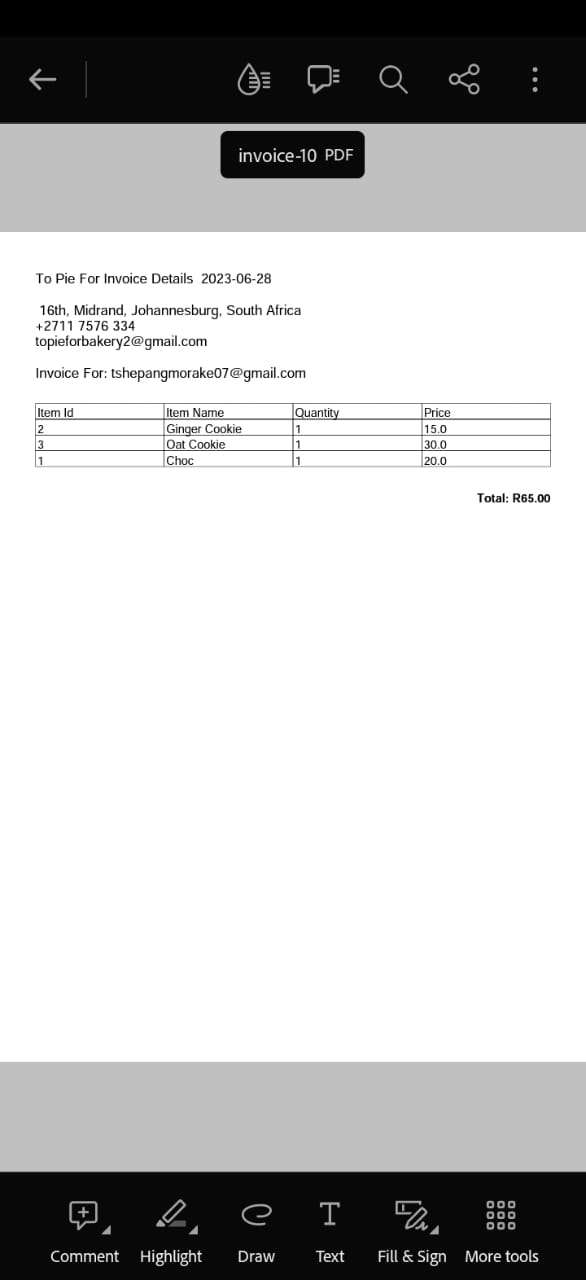 invoice-10 PDF
To Pie For Invoice Details 2023-06-28
16th, Midrand, Johannesburg, South Africa
+2711 7576 334
topieforbakery2@gmail.com
Invoice For: tshepangmorake07@gmail.com
Item Id Item Name Quantity Price
2 Ginger Cookie 1 15.0
3 Oat Cookie 1 30.0
1 Choc 1 20.0
Total: R65.00
Comment Highlight Draw Text Fill & Sign More tools